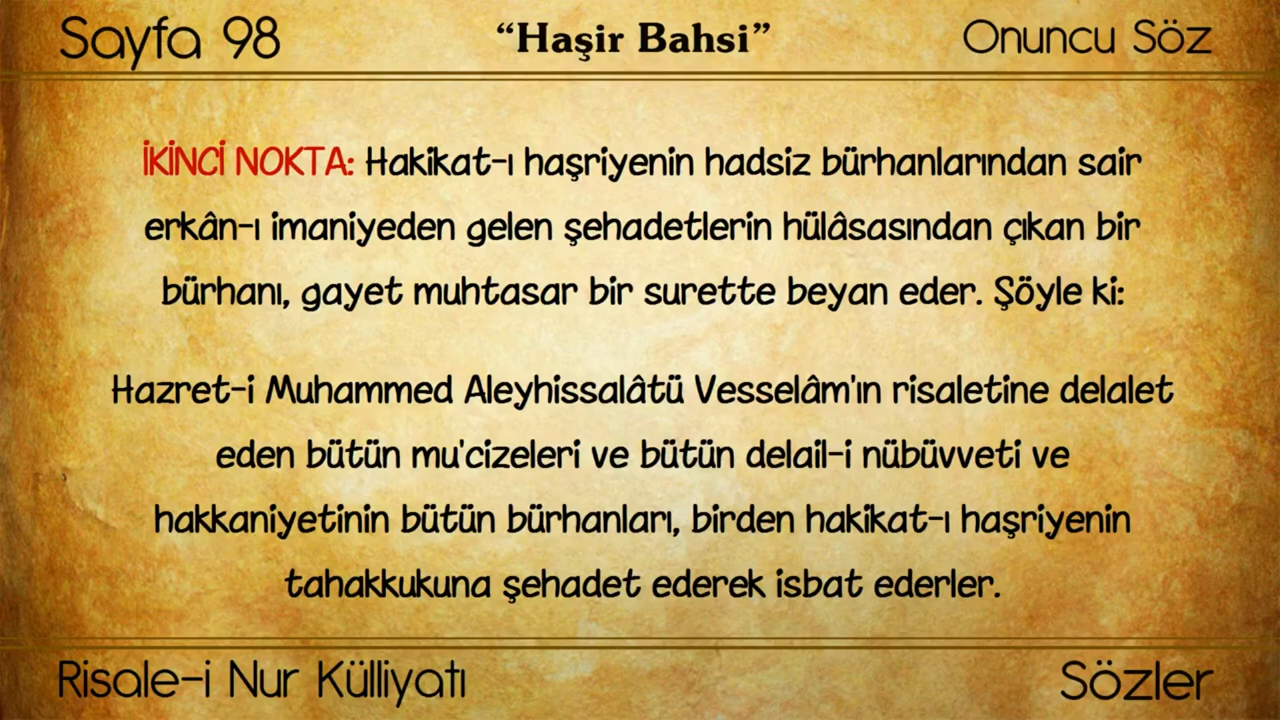 Sayfa 98
“Haşir Bahsi”
Onuncu Söz
İKİNCİ NOKTA: Hakikat-ı haşriyenin hadsiz bürhanlarından sair
erkân-ı imaniyeden gelen şehadetlerin hülâsasından çıkan bir
bürhanı, gayet muhtasar bir surette beyan eder. Şöyle ki:
Hazret-i Muhammed Aleyhissalâtü Vesselâm'ın risaletine delalet
eden bütün mu'cizeleri ve bütün delail-i nübüvveti ve
hakkaniyetinin bütün bürhanları, birden hakikat-ı haşriyenin
tahakkukuna şehadet ederek isbat ederler.
Risale-i Nur Külliyatı
Sözler